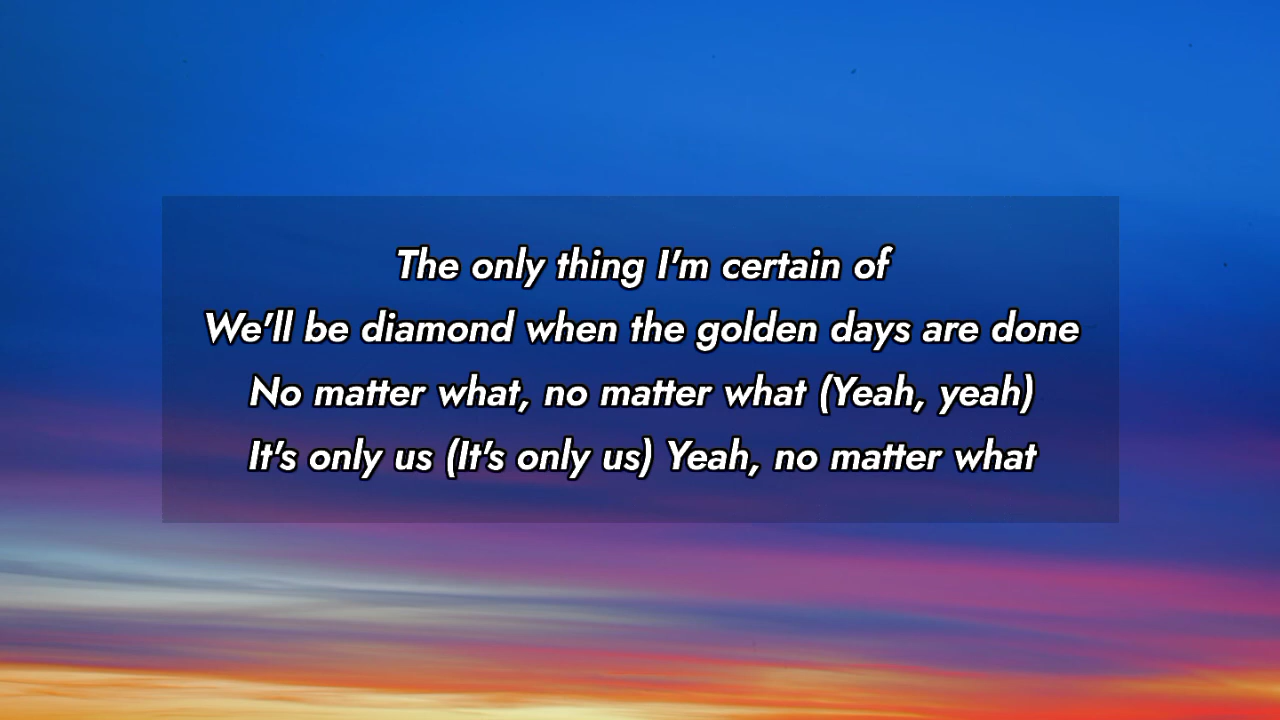 The only thing I'm certain of
We'll be diamond when the golden days are done
No matter what, no matter what (Yeah, yeah)
It's only us (It's only us) Yeah, no matter what